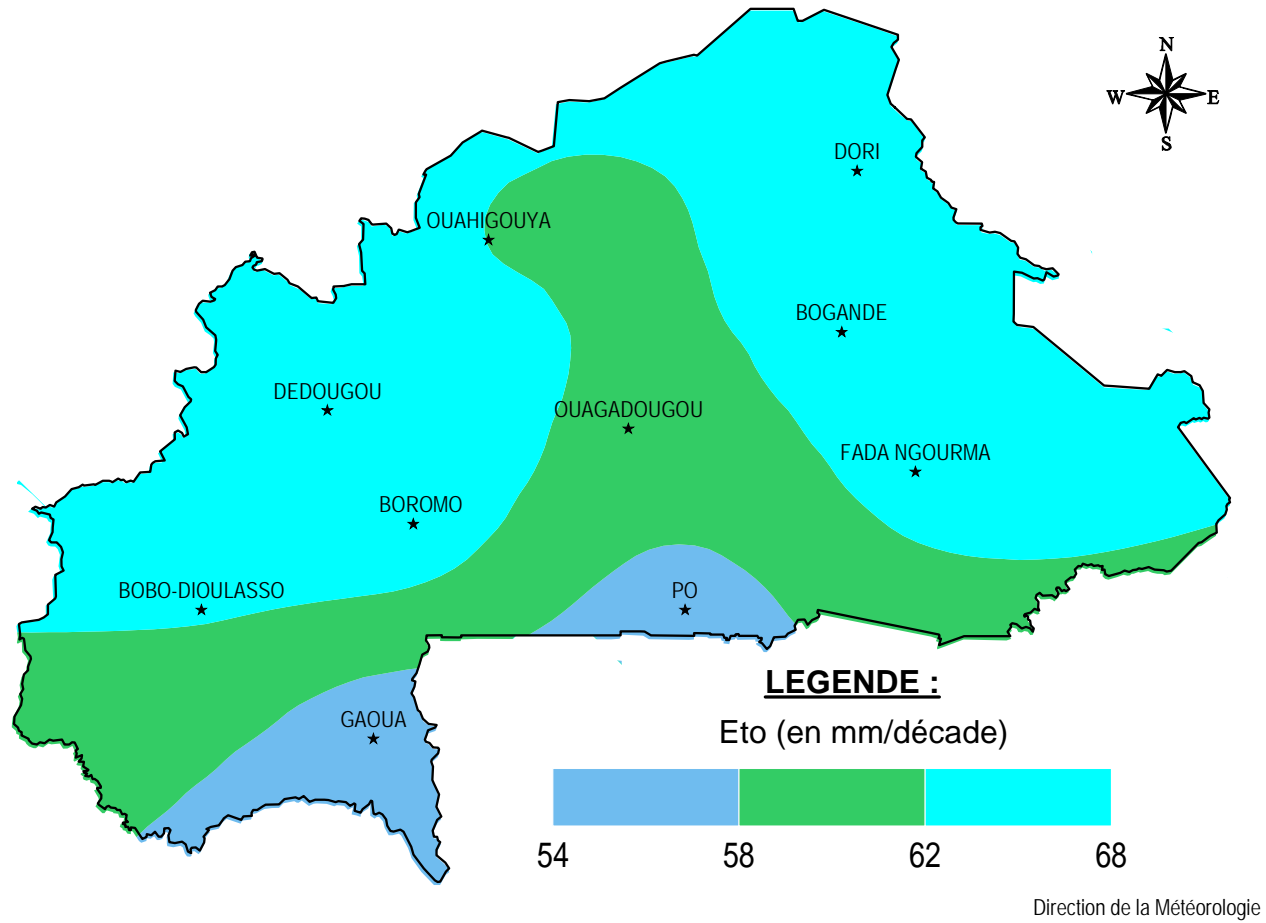 N
W E
S
DORI
OUAHIGOUYA
BOGANDE
DEDOUGOU
OUAGADOUGOU
FADA NGOURMA
BOROMO
BOBO-DIOULASSO
PO
GAOUA
LEGENDE :
Eto (en mm/décade)
54 58 62 68
Direction de la Météorologie